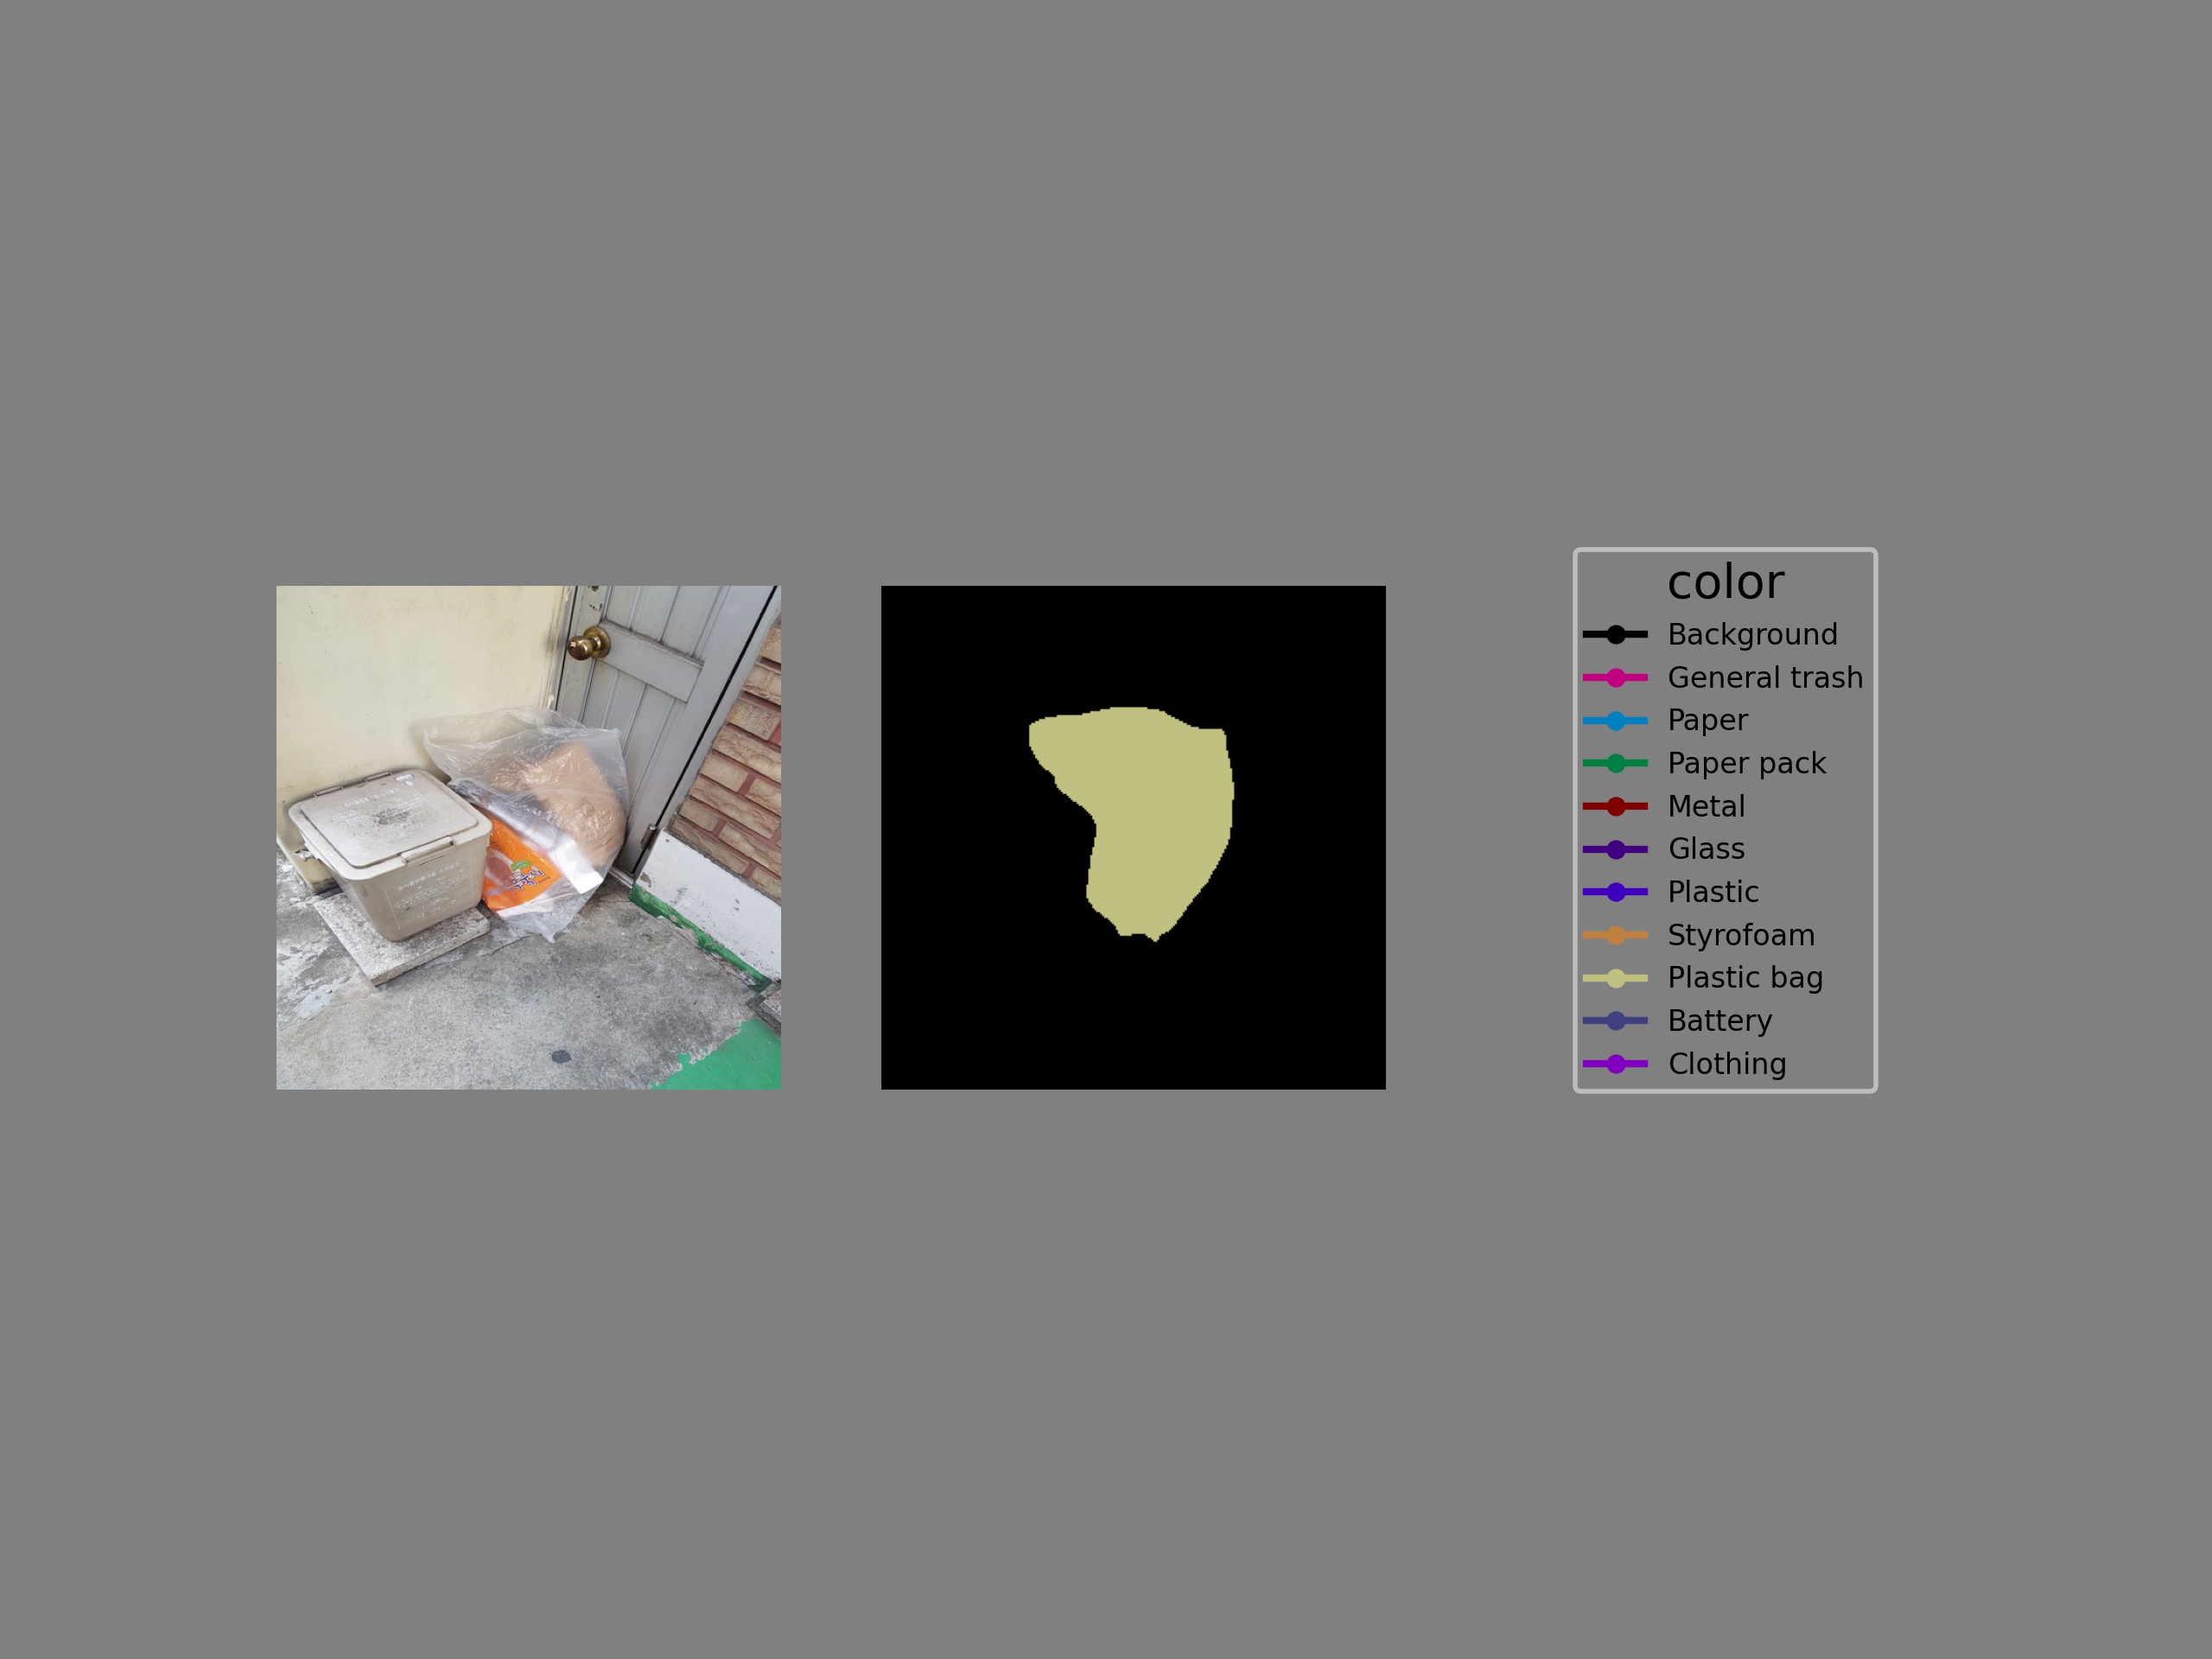 color
Background
General trash
Paper
Paper pack
Metal
Glass
Plastic
Styrofoam
Plastic bag
Battery
Clothing